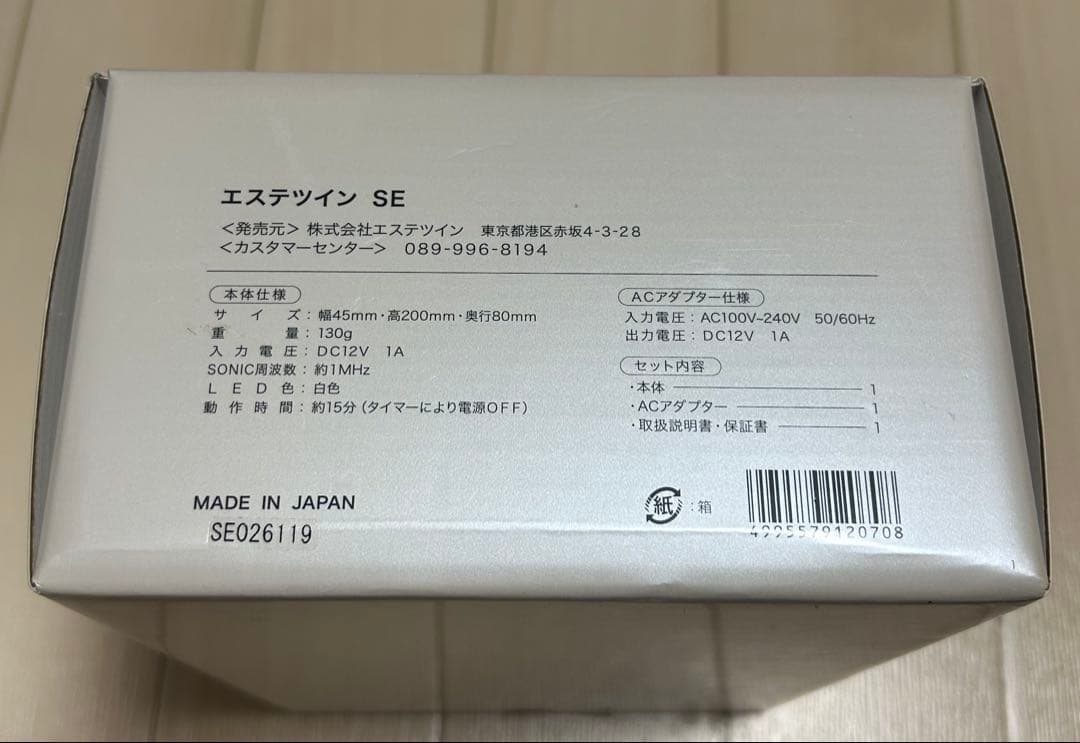 エステツイン SE
<発売元> 株式会社エステツイン 東京都港区赤坂4-3-28
<カスタマーセンター> 089-996-8194
本体仕様
サイズ：幅45mm・高200mm・奥行80mm
重量：130g
入力電圧：DC12V 1A
SONIC周波数：約1MHz
LED色：白色
動作時間：約15分（タイマーにより電源OFF）
ACアダプター仕様
入力電圧：AC100V~240V 50/60Hz
出力電圧：DC12V 1A
セット内容
・本体 1
・ACアダプター 1
・取扱説明書・保証書 1
MADE IN JAPAN
SE026119
紙：箱
4995579120708
1